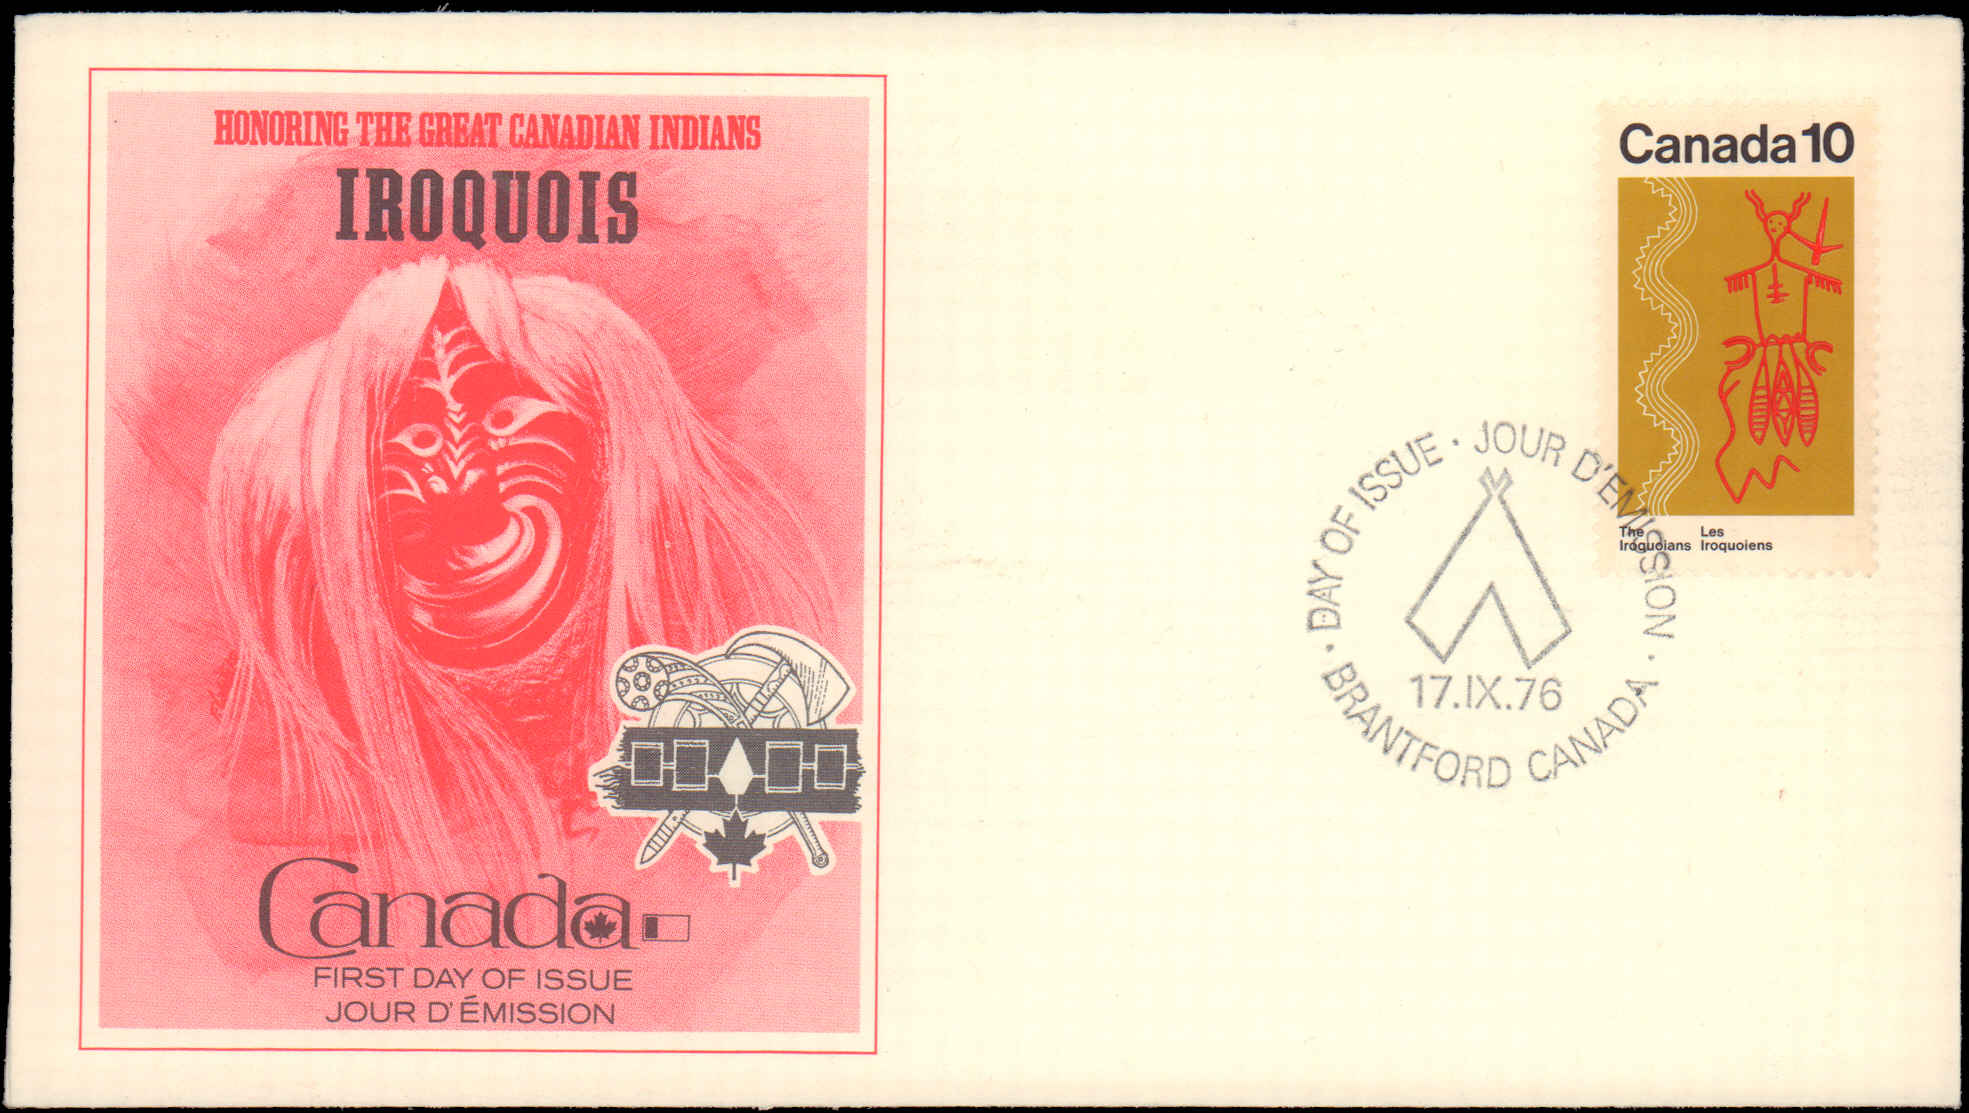 HONORING THE GREAT CANADIAN INDIANS
IROQUOIS
Canada
FIRST DAY OF ISSUE
JOUR D'ÉMISSION
Canada 10
The Iroquoians
Les Iroquoiens
DAY OF ISSUE · JOUR D'EMISSION ·
17.IX.76
BRANTFORD CANADA ·